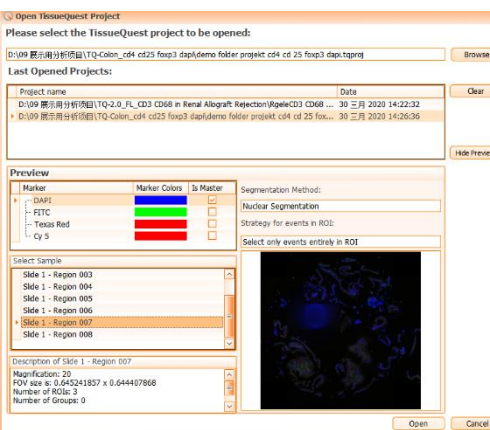 Open TissueQuest Project
Please select the TissueQuest project to be opened:
D:\09 展示用分析项目\TQ-Colon_cd4 cd25 foxp3 dapi\demo folder projekt cd4 cd 25 foxp3 dapi.tqproj
Browse
Last Opened Projects:
Project name Date
D:\09 展示用分析项目\TQ-2.0_FL_CD3 CD68 in Renal Allograft Rejection\RgeleCD3 CD68 ... 30 三月 2020 14:22:32
D:\09 展示用分析项目\TQ-Colon_cd4 cd25 foxp3 dapi\demo folder projekt cd4 cd 25 fox... 30 三月 2020 14:26:36
Clear
Hide Previe
Preview
Marker Marker Colors Is Master
DAPI
FITC
Texas Red
Cy 5
Segmentation Method:
Nuclear Segmentation
Strategy for events in ROI:
Select only events entirely in ROI
Select Sample
Slide 1 - Region 003
Slide 1 - Region 004
Slide 1 - Region 005
Slide 1 - Region 006
Slide 1 - Region 007
Slide 1 - Region 008
Description of Slide 1 - Region 007
Magnification: 20
FOV size is: 0.645241857 x 0.644407868
Number of ROIs: 3
Number of Groups: 0
Open Cancel